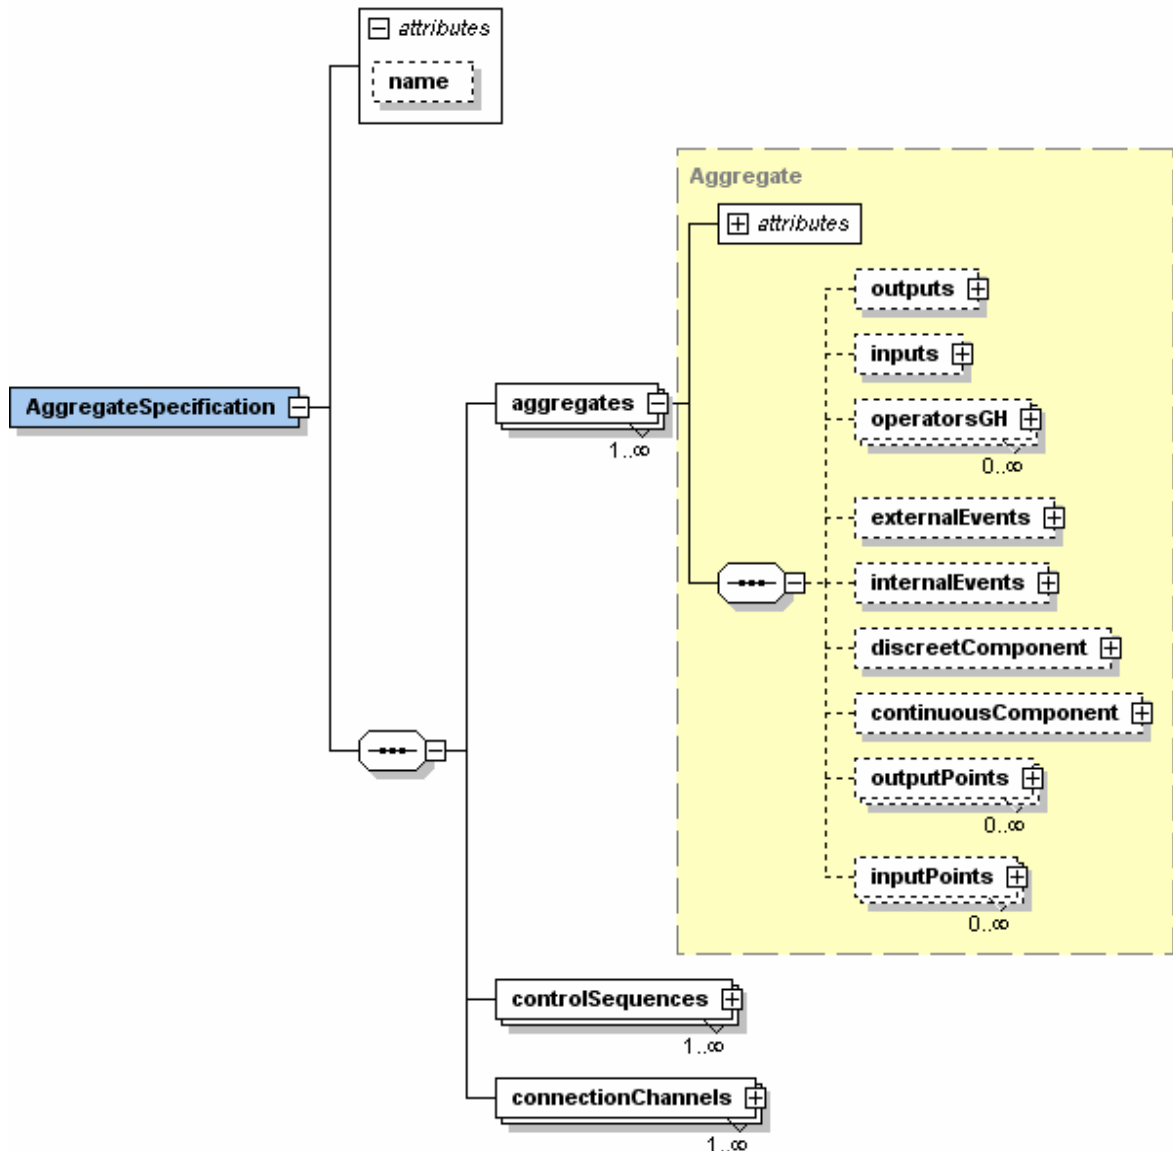 attributes
name
Aggregate
attributes
outputs
inputs
operatorsGH
0..∞
externalEvents
internalEvents
discreetComponent
continuousComponent
outputPoints
0..∞
inputPoints
0..∞
AggregateSpecification
aggregates
1..∞
controlSequences
1..∞
connectionChannels
1..∞